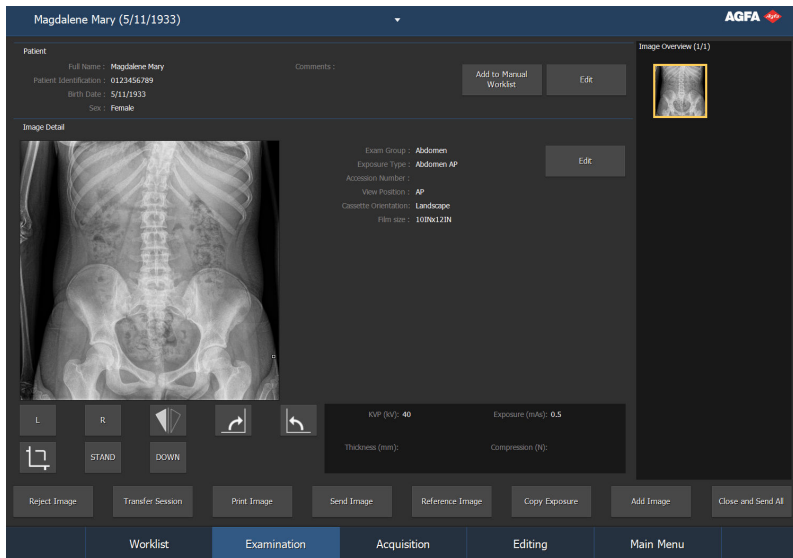 Magdalene Mary (5/11/1933)
AGFA
Patient
Full Name : Magdalene Mary
Comments :
Patient Identification : 0123456789
Birth Date : 5/11/1933
Sex : Female
Add to Manual
Worklist
Edit
Image Overview (1/1)
Image Detail
Exam Group : Abdomen
Exposure Type : Abdomen AP
Accession Number :
View Position : AP
Cassette Orientation: Landscape
Film size : 10INx12IN
Edit
L
R
STAND
DOWN
KVP (kV): 40
Exposure (mAs): 0.5
Thickness (mm):
Compression (N):
Reject Image
Transfer Session
Print Image
Send Image
Reference Image
Copy Exposure
Add Image
Close and Send All
Worklist
Examination
Acquisition
Editing
Main Menu